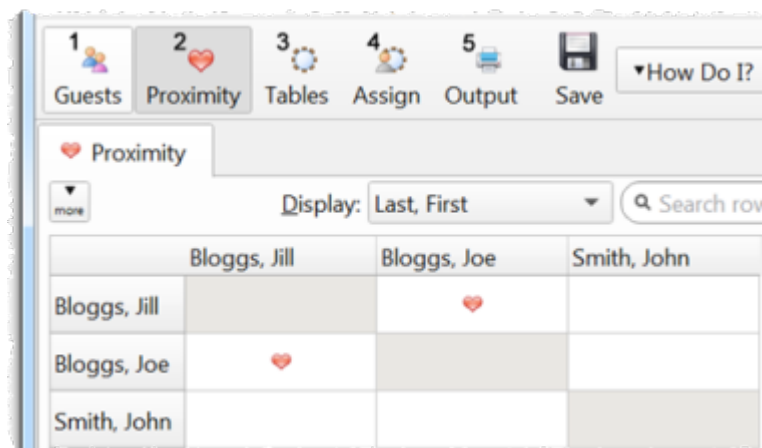 1 2 3 4 5
Guests Proximity Tables Assign Output Save ▾How Do I?
Proximity
▾
more Display: Last, First Search row
Bloggs, Jill Bloggs, Joe Smith, John
Bloggs, Jill
Bloggs, Joe
Smith, John